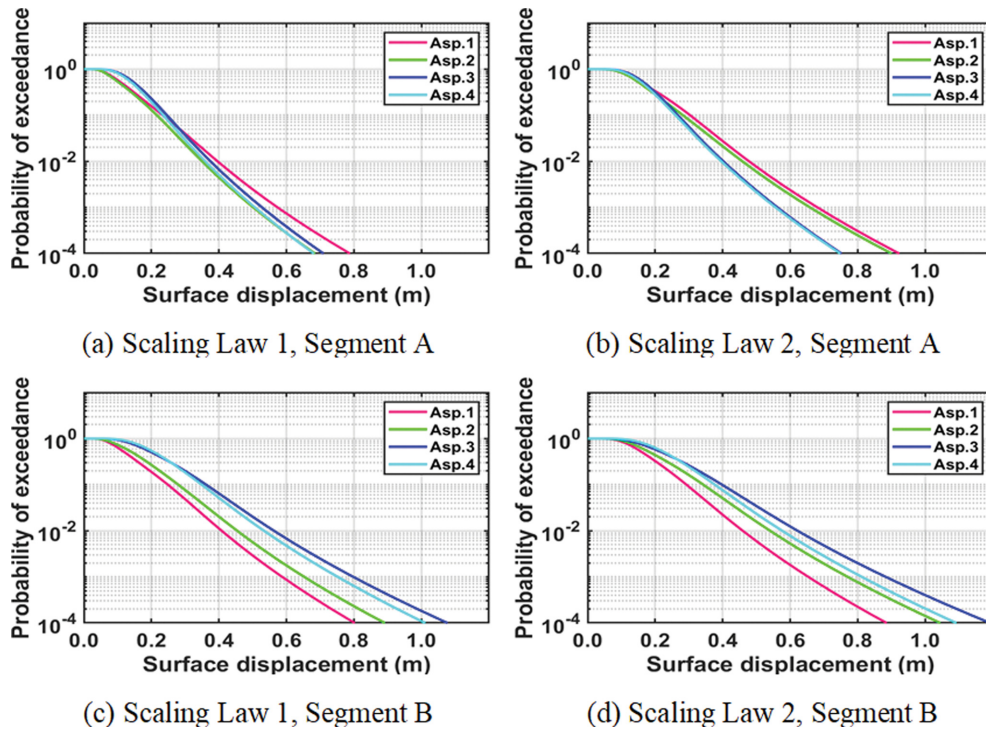 Probability of exceedance
10^0
10^-2
10^-4
Asp.1
Asp.2
Asp.3
Asp.4
0.0 0.2 0.4 0.6 0.8 1.0
Surface displacement (m)
(a) Scaling Law 1, Segment A
Probability of exceedance
10^0
10^-2
10^-4
Asp.1
Asp.2
Asp.3
Asp.4
0.0 0.2 0.4 0.6 0.8 1.0
Surface displacement (m)
(b) Scaling Law 2, Segment A
Probability of exceedance
10^0
10^-2
10^-4
Asp.1
Asp.2
Asp.3
Asp.4
0.0 0.2 0.4 0.6 0.8 1.0
Surface displacement (m)
(c) Scaling Law 1, Segment B
Probability of exceedance
10^0
10^-2
10^-4
Asp.1
Asp.2
Asp.3
Asp.4
0.0 0.2 0.4 0.6 0.8 1.0
Surface displacement (m)
(d) Scaling Law 2, Segment B